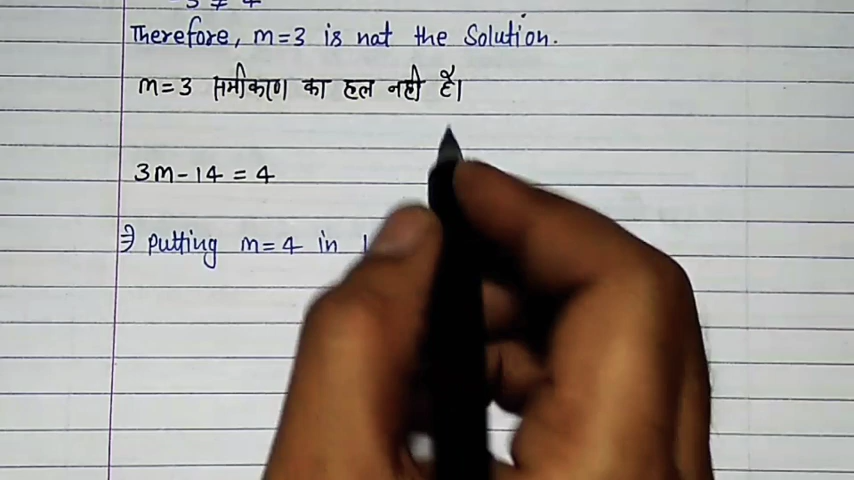 Therefore, m=3 is not the Solution.
m=3 समीकरण का हल नहीं है।
3m-14=4
⇒ Putting m=4 in